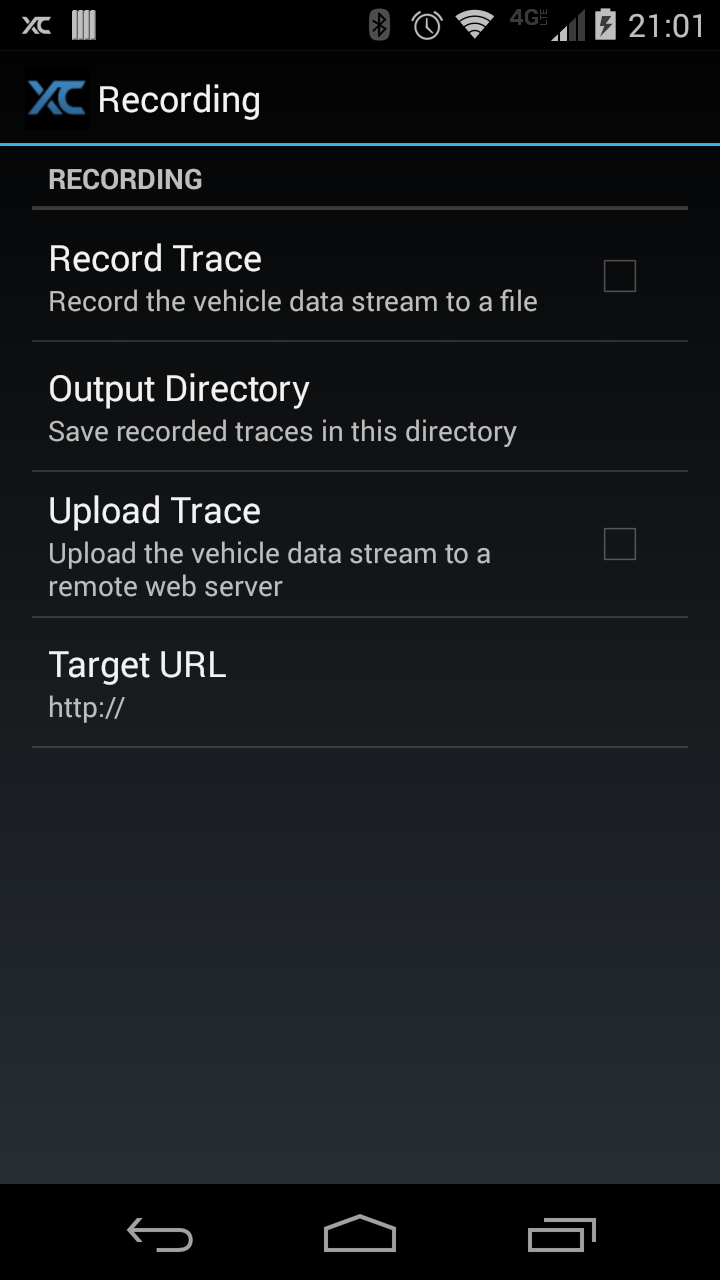 XC 4G LTE 21:01
XC Recording
RECORDING
Record Trace
Record the vehicle data stream to a file
Output Directory
Save recorded traces in this directory
Upload Trace
Upload the vehicle data stream to a
remote web server
Target URL
http://